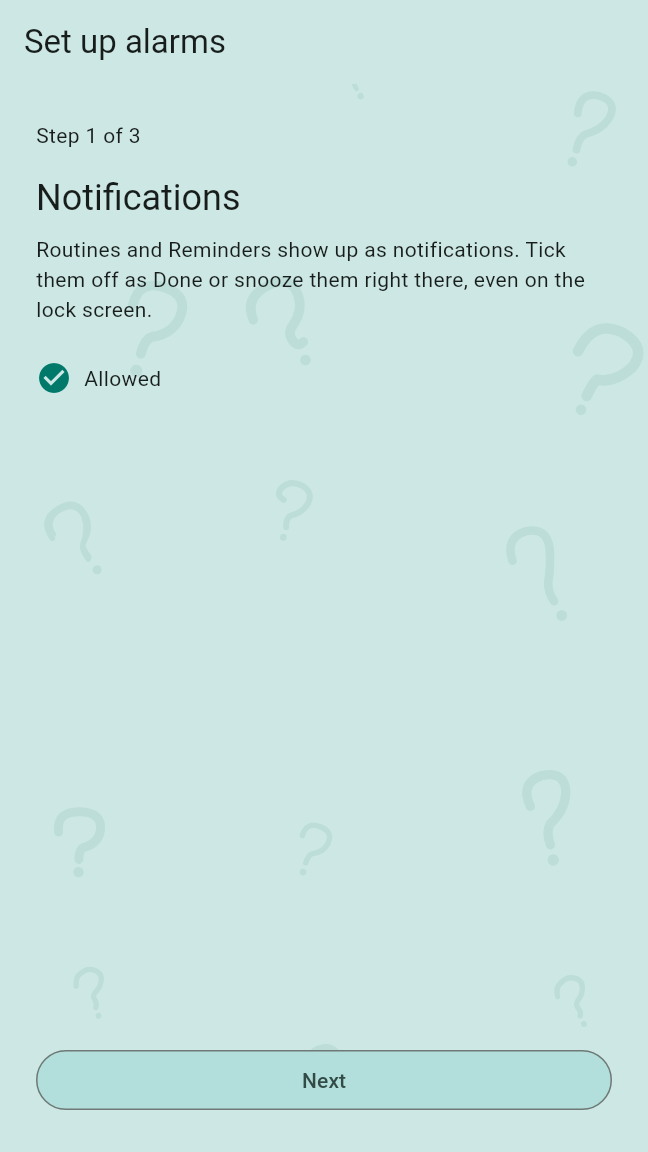 Set up alarms
Step 1 of 3
Notifications
Routines and Reminders show up as notifications. Tick
them off as Done or snooze them right there, even on the
lock screen.
Allowed
Next